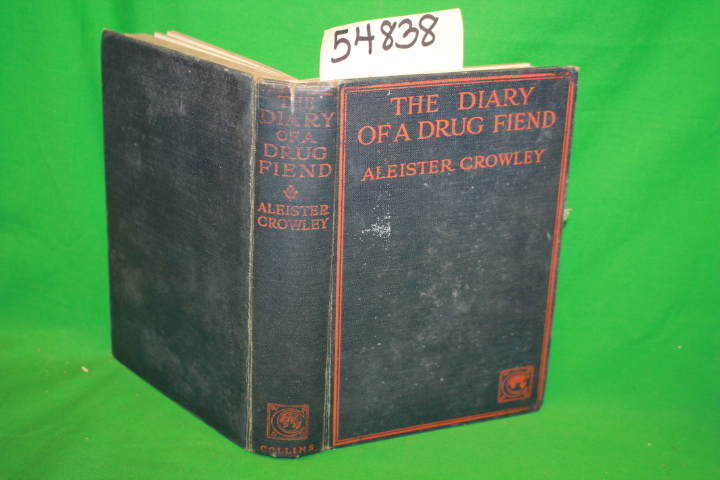 54838
THE
DIARY
OF A
DRUG
FIEND
ALEISTER
CROWLEY
COLLINS
THE DIARY
OF A DRUG FIEND
ALEISTER CROWLEY